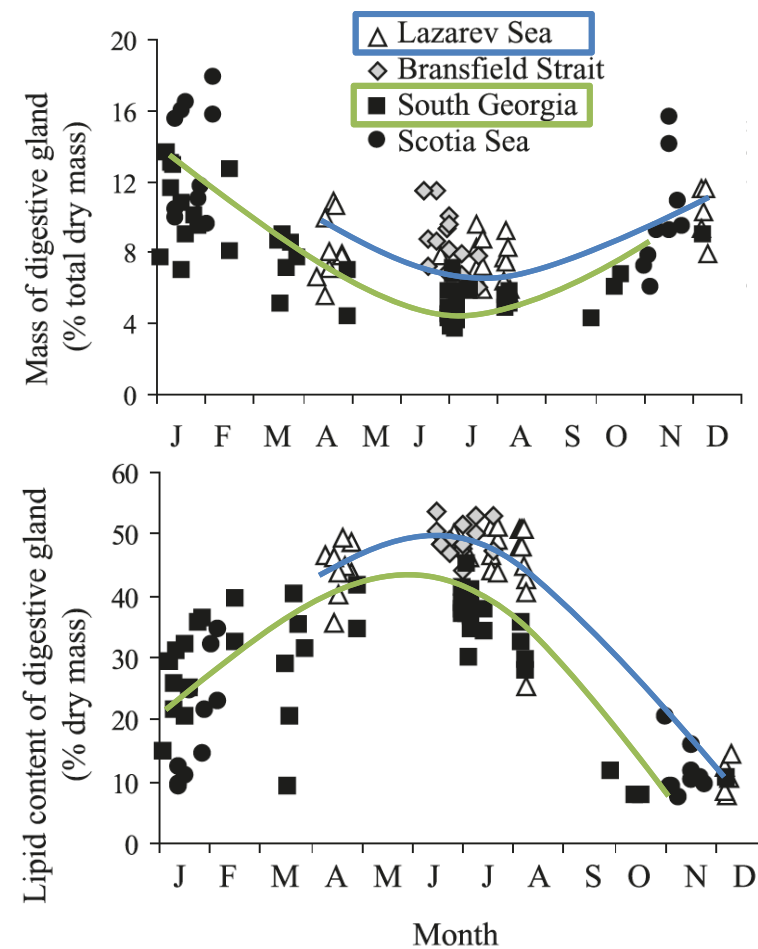 Lazarev Sea
Bransfield Strait
South Georgia
Scotia Sea
Mass of digestive gland
(% total dry mass)
20
16
12
8
4
0
J F M A M J J A S O N D
Lipid content of digestive gland
(% dry mass)
60
50
40
30
20
10
0
J F M A M J J A S O N D
Month